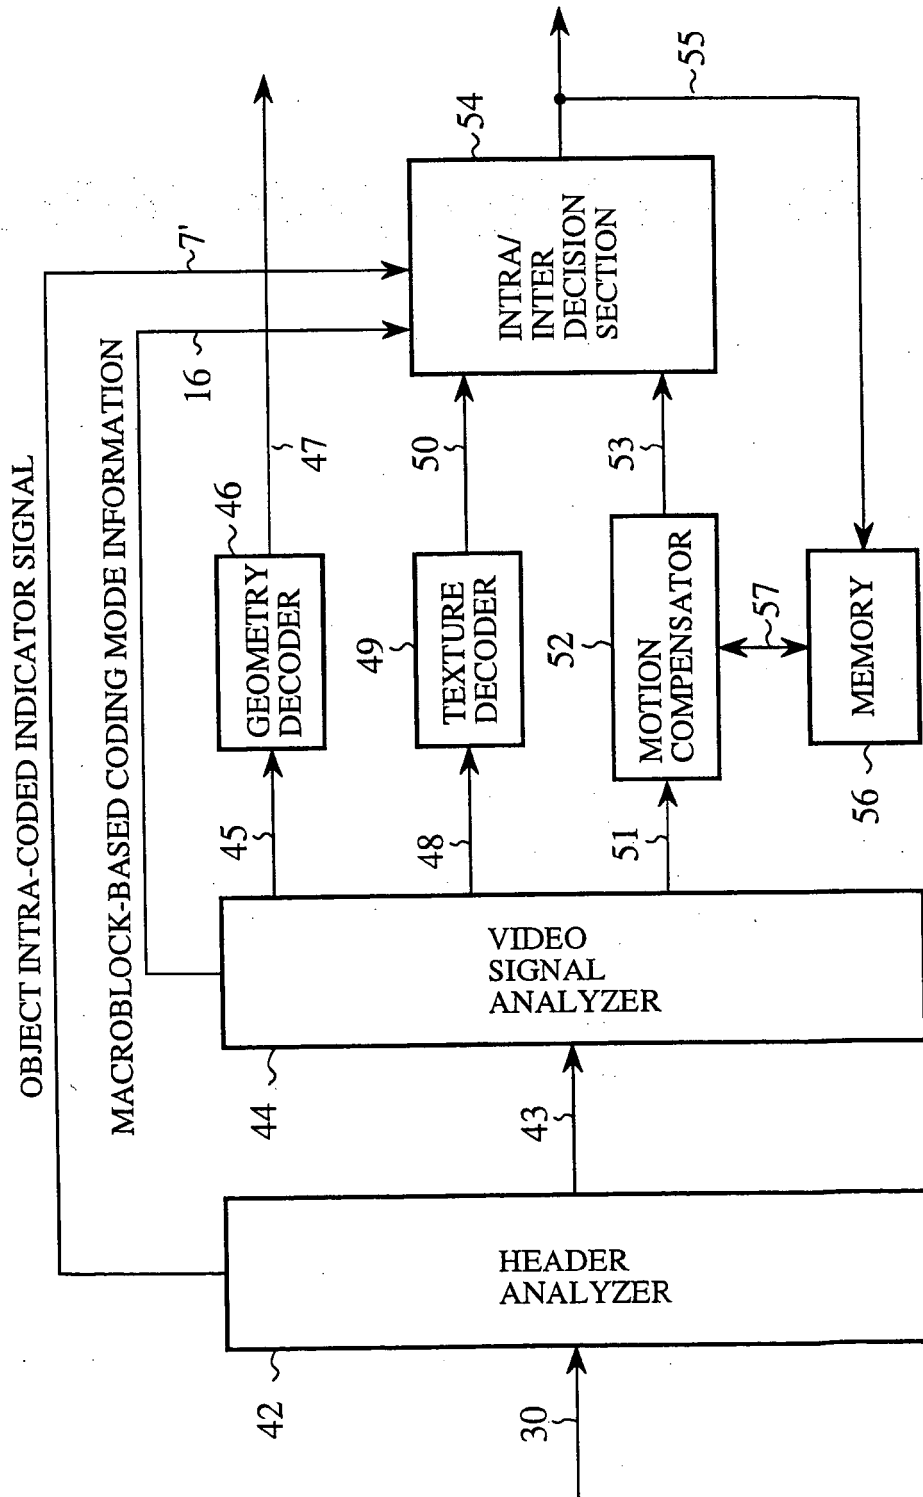 OBJECT INTRA-CODED INDICATOR SIGNAL
MACROBLOCK-BASED CODING MODE INFORMATION
30
42
HEADER
ANALYZER
43
44
VIDEO
SIGNAL
ANALYZER
45
48
51
46
GEOMETRY
DECODER
49
TEXTURE
DECODER
52
MOTION
COMPENSATOR
57
56
MEMORY
47
50
53
16
7'
INTRA/
INTER
DECISION
SECTION
54
55